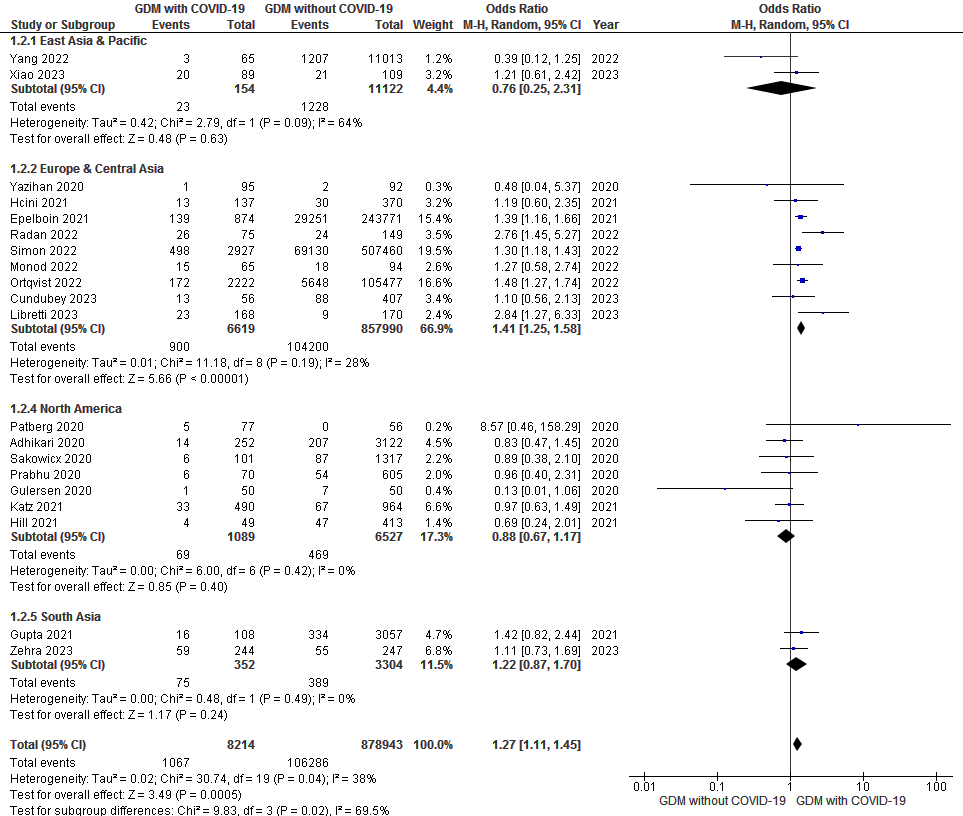 GDM with COVID-19 GDM without COVID-19 Odds Ratio Odds Ratio
Study or Subgroup Events Total Events Total Weight M-H, Random, 95% CI Year M-H, Random, 95% CI
1.2.1 East Asia & Pacific
Yang 2022 3 65 1207 11013 1.2% 0.39 [0.12, 1.25] 2022
Xiao 2023 20 89 21 109 3.2% 1.21 [0.61, 2.42] 2023
Subtotal (95% CI) 154 11122 4.4% 0.76 [0.25, 2.31]
Total events 23 1228
Heterogeneity: Tau² = 0.42; Chi² = 2.79, df = 1 (P = 0.09); I² = 64%
Test for overall effect: Z = 0.48 (P = 0.63)
1.2.2 Europe & Central Asia
Yazihan 2020 1 95 2 92 0.3% 0.48 [0.04, 5.37] 2020
Hcini 2021 13 137 30 370 3.3% 1.19 [0.60, 2.35] 2021
Epelboin 2021 139 874 29251 243771 15.4% 1.39 [1.16, 1.66] 2021
Radan 2022 26 75 24 149 3.6% 2.76 [1.45, 5.27] 2022
Simon 2022 498 2927 69130 507460 19.5% 1.30 [1.18, 1.43] 2022
Monod 2022 15 65 18 94 2.6% 1.27 [0.58, 2.74] 2022
Ortqvist 2022 172 2222 5648 105477 16.6% 1.48 [1.27, 1.74] 2022
Cundubey 2023 13 56 88 407 3.4% 1.10 [0.56, 2.13] 2023
Libretti 2023 23 168 9 170 2.4% 2.84 [1.27, 6.33] 2023
Subtotal (95% CI) 6619 857990 66.9% 1.41 [1.25, 1.58]
Total events 900 104200
Heterogeneity: Tau² = 0.01; Chi² = 11.18, df = 8 (P = 0.19); I² = 28%
Test for overall effect: Z = 5.66 (P < 0.00001)
1.2.4 North America
Patberg 2020 5 77 0 56 0.2% 8.57 [0.46, 158.29] 2020
Adhikari 2020 14 252 207 3122 4.5% 0.83 [0.47, 1.45] 2020
Sakowicx 2020 6 101 87 1317 2.2% 0.89 [0.38, 2.10] 2020
Prabhu 2020 6 70 54 605 2.0% 0.96 [0.40, 2.31] 2020
Gulersen 2020 1 50 7 50 0.4% 0.13 [0.01, 1.06] 2020
Katz 2021 33 490 67 964 6.6% 0.97 [0.63, 1.49] 2021
Hill 2021 4 49 47 413 1.4% 0.69 [0.24, 2.01] 2021
Subtotal (95% CI) 1089 6527 17.3% 0.88 [0.67, 1.17]
Total events 69 469
Heterogeneity: Tau² = 0.00; Chi² = 6.00, df = 6 (P = 0.42); I² = 0%
Test for overall effect: Z = 0.85 (P = 0.40)
1.2.5 South Asia
Gupta 2021 16 108 334 3057 4.7% 1.42 [0.82, 2.44] 2021
Zehra 2023 59 244 55 247 6.8% 1.11 [0.73, 1.69] 2023
Subtotal (95% CI) 352 3304 11.5% 1.22 [0.87, 1.70]
Total events 75 389
Heterogeneity: Tau² = 0.00; Chi² = 0.48, df = 1 (P = 0.49); I² = 0%
Test for overall effect: Z = 1.17 (P = 0.24)
Total (95% CI) 8214 878943 100.0% 1.27 [1.11, 1.45]
Total events 1067 106286
Heterogeneity: Tau² = 0.02; Chi² = 30.74, df = 19 (P = 0.04); I² = 38%
Test for overall effect: Z = 3.49 (P = 0.0005)
Test for subgroup differences: Chi² = 9.83, df = 3 (P = 0.02), I² = 69.5%
0.01 0.1 1 10 100
GDM without COVID-19 GDM with COVID-19